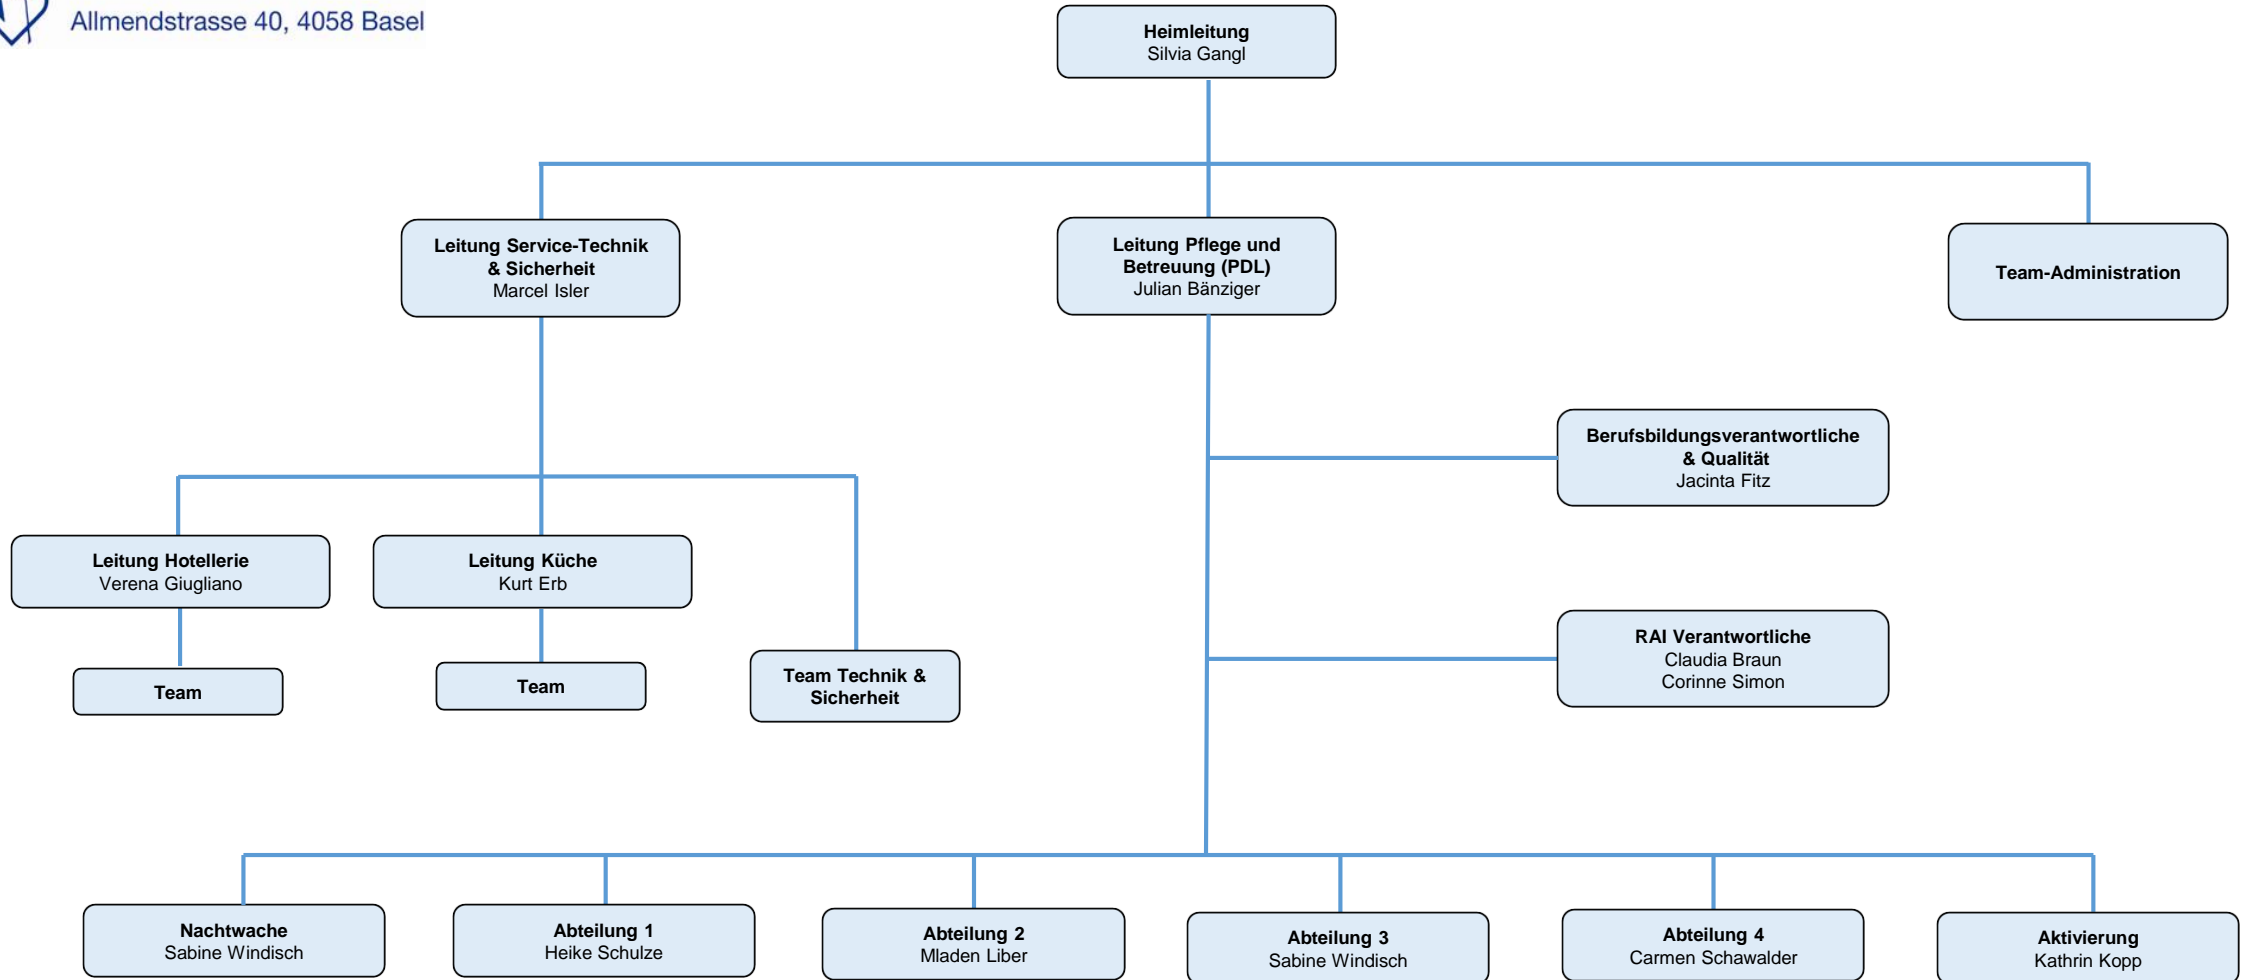 Allmendstrasse 40, 4058 Basel
Heimleitung
Silvia Gangl
Leitung Service-Technik
& Sicherheit
Marcel Isler
Leitung Pflege und
Betreuung (PDL)
Julian Bänziger
Team-Administration
Berufsbildungsverantwortliche
& Qualität
Jacinta Fitz
Leitung Hotellerie
Verena Giugliano
Leitung Küche
Kurt Erb
RAI Verantwortliche
Claudia Braun
Corinne Simon
Team
Team
Team Technik &
Sicherheit
Nachtwache
Sabine Windisch
Abteilung 1
Heike Schulze
Abteilung 2
Mladen Liber
Abteilung 3
Sabine Windisch
Abteilung 4
Carmen Schawalder
Aktivierung
Kathrin Kopp